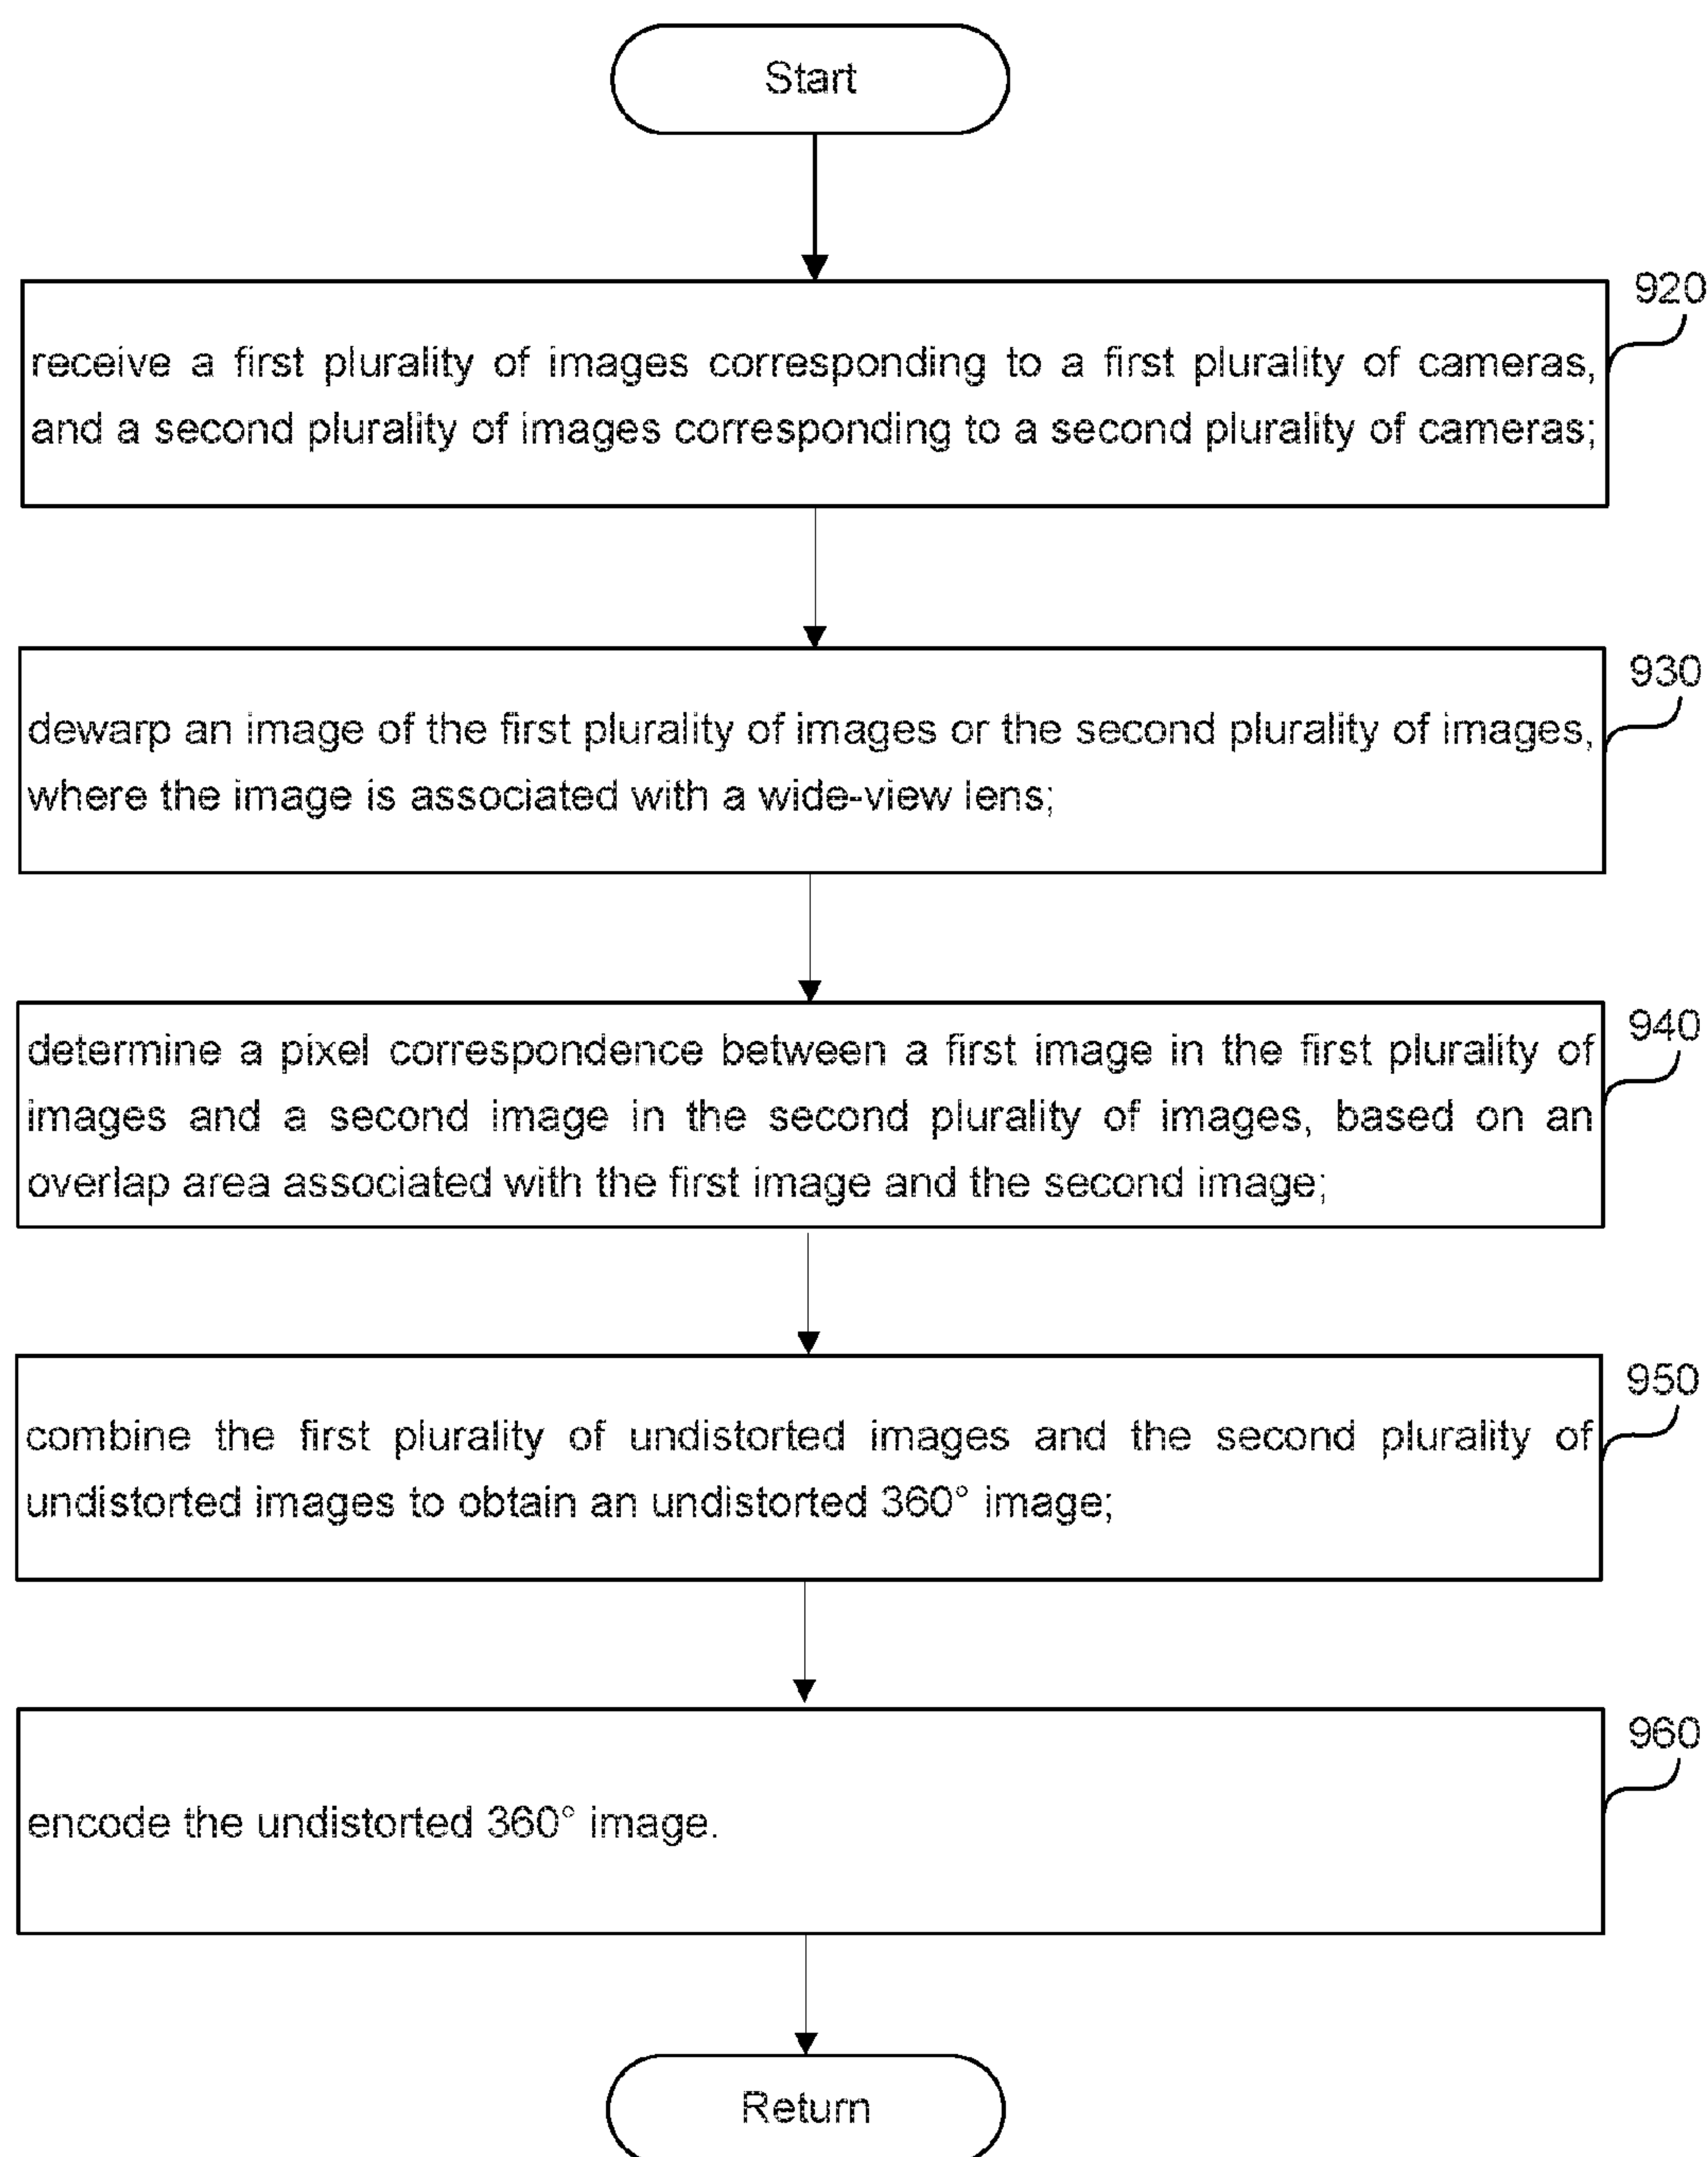 Start
920
receive a first plurality of images corresponding to a first plurality of cameras,
and a second plurality of images corresponding to a second plurality of cameras;
930
dewarp an image of the first plurality of images or the second plurality of images,
where the image is associated with a wide-view lens;
940
determine a pixel correspondence between a first image in the first plurality of
images and a second image in the second plurality of images, based on an
overlap area associated with the first image and the second image;
950
combine the first plurality of undistorted images and the second plurality of
undistorted images to obtain an undistorted 360° image;
960
encode the undistorted 360° image.
Return